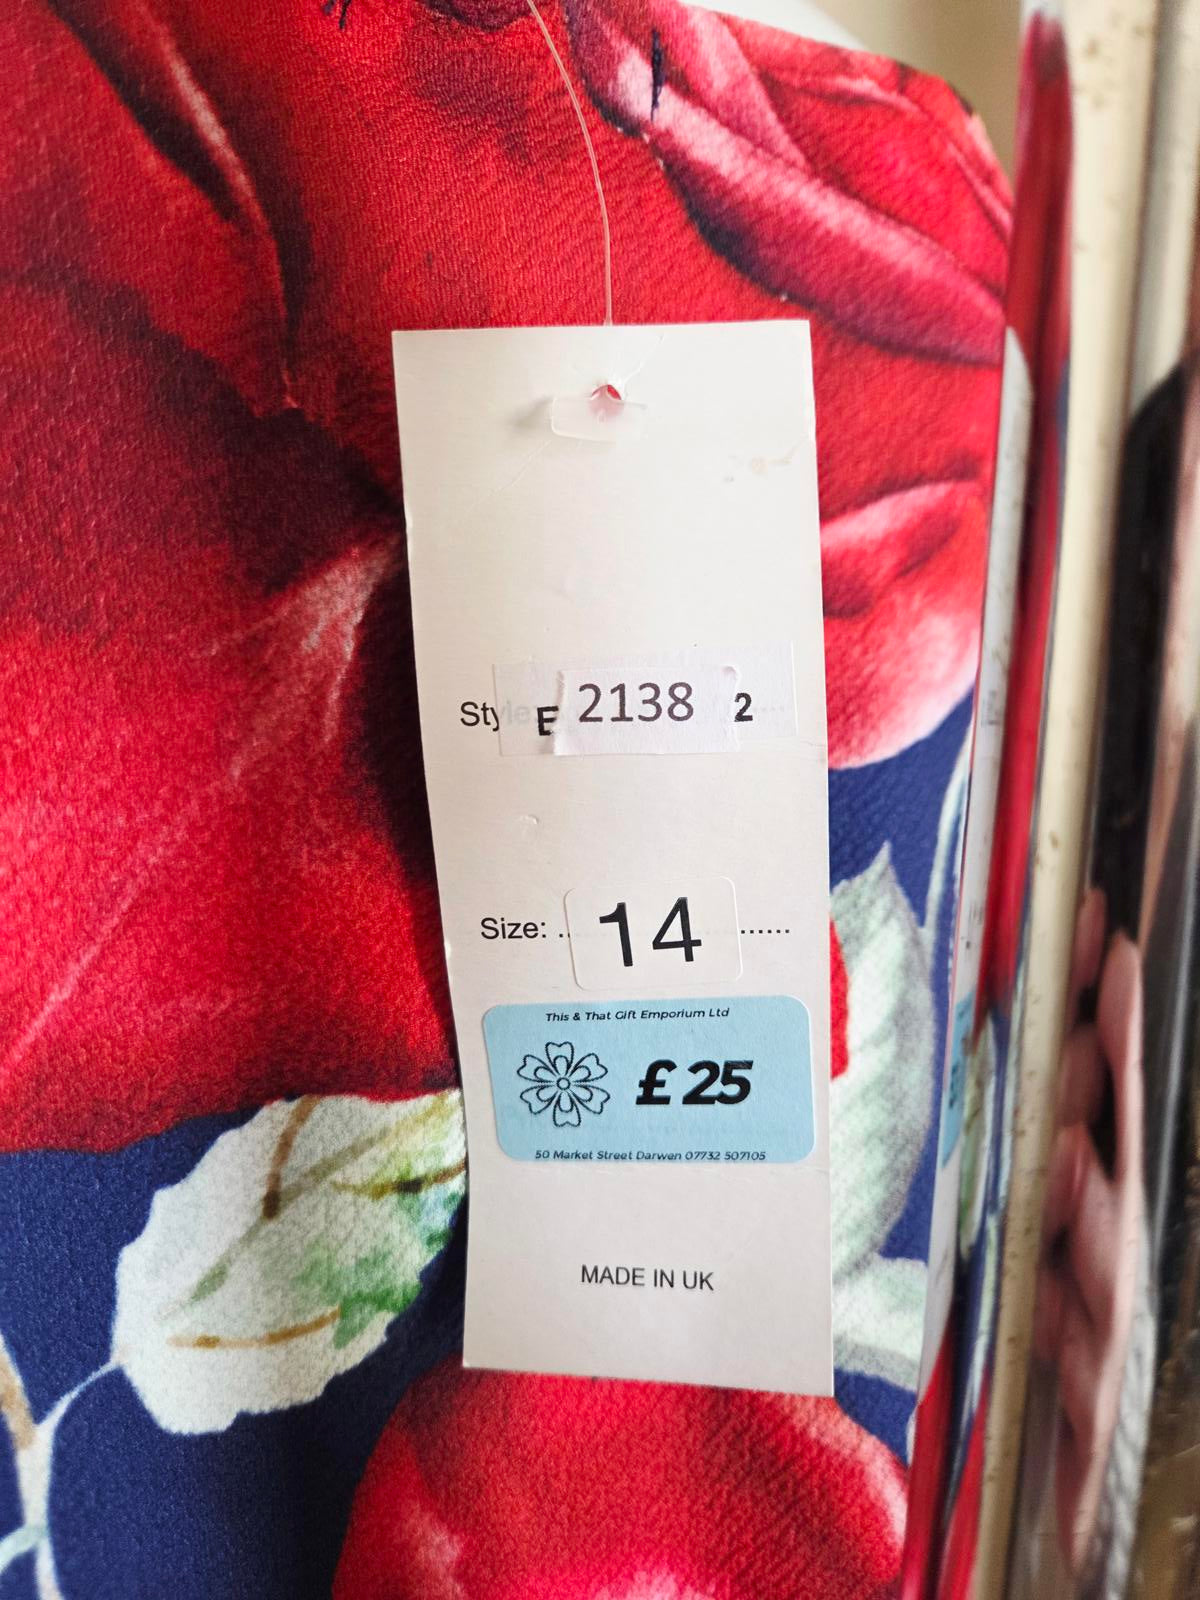 Style: E 2138 2
Size: .. 14 ......
This & That Gift Emporium Ltd
£25
50 Market Street Darwen 07732 507105
MADE IN UK